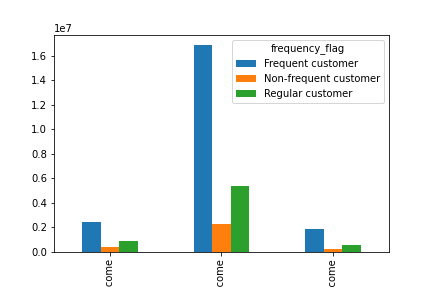 1e7
frequency_flag
Frequent customer
Non-frequent customer
Regular customer
1.6
1.4
1.2
1.0
0.8
0.6
0.4
0.2
0.0
come
come
come